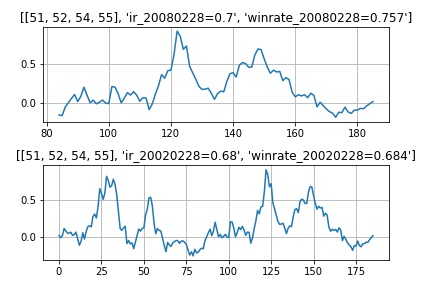 [[51, 52, 54, 55], 'ir_20080228=0.7', 'winrate_20080228=0.757']
0.5
0.0
80 100 120 140 160 180
[[51, 52, 54, 55], 'ir_20020228=0.68', 'winrate_20020228=0.684']
0.5
0.0
0 25 50 75 100 125 150 175